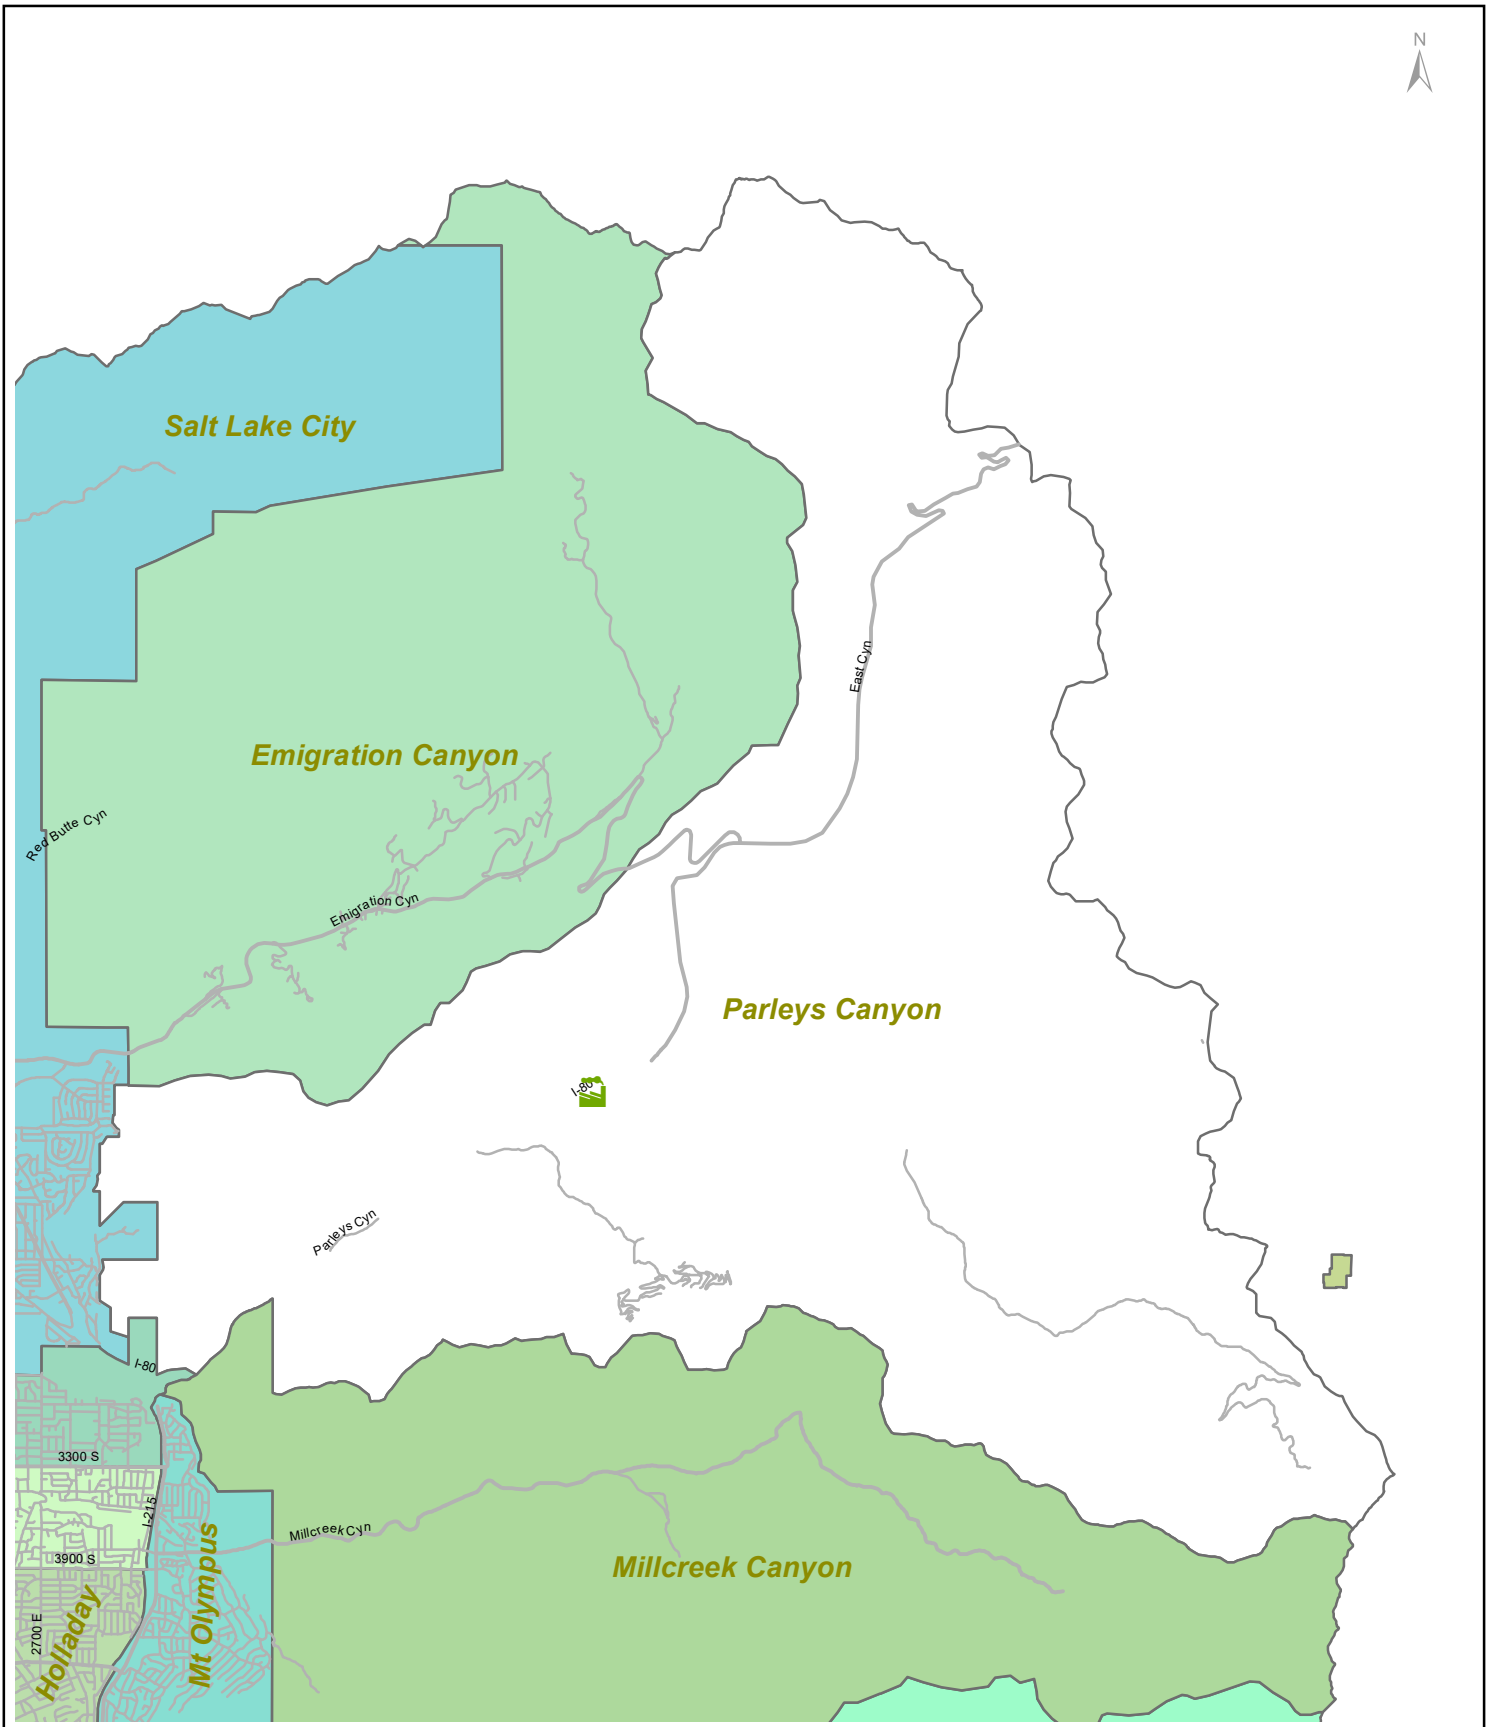 N
Salt Lake City
East Cyn
Emigration Canyon
Red Butte Cyn
Emigration Cyn
Parleys Canyon
I-80
Parleys Cyn
I-80
3300 S
I-215
Millcreek Cyn
3900 S
Millcreek Canyon
Mt Olympus
Holladay
2700 E